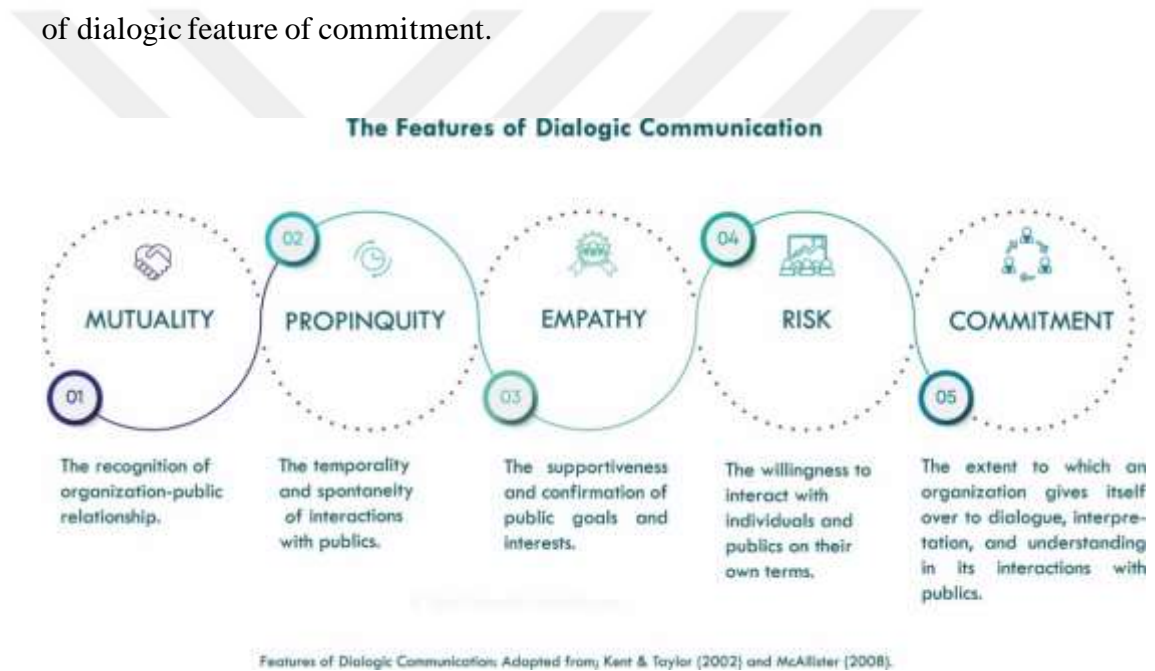 of dialogic feature of commitment.
The Features of Dialogic Communication
01
MUTUALITY
The recognition of
organization-public
relationship.
02
PROPINQUITY
The temporality
and spontaneity
of interactions
with publics.
03
EMPATHY
The supportiveness
and confirmation of
public goals and
interests.
04
RISK
The willingness to
interact with
individuals and
publics on their
own terms.
05
COMMITMENT
The extent to which an
organization gives itself
over to dialogue, interpre-
tation, and understanding
in its interactions with
publics.
Features of Dialogic Communication; Adapted from; Kent & Taylor (2002) and McAllister (2008).